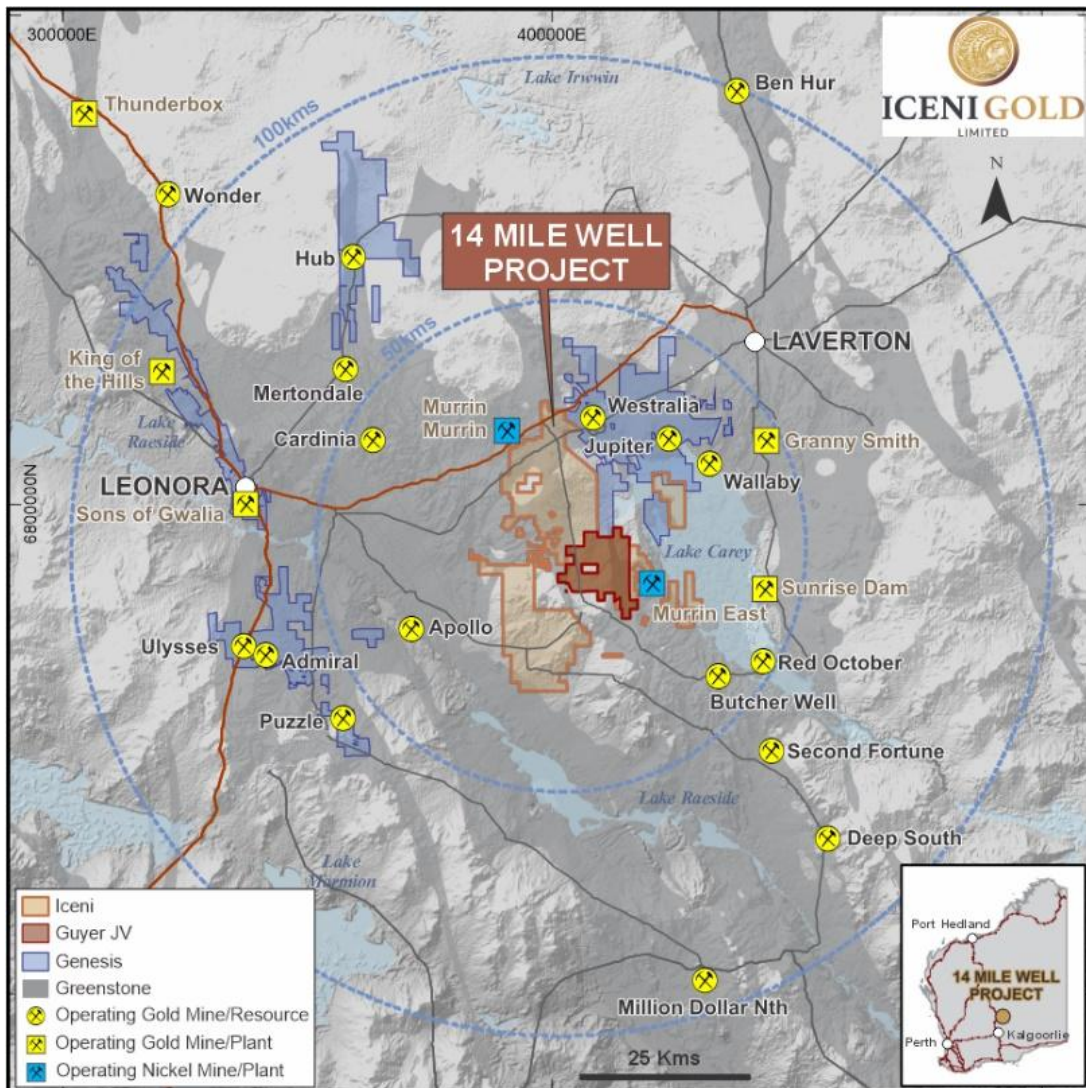 300000E
400000E
6800000N
ICENI GOLD
LIMITED
N
Lake Irwin
Ben Hur
Thunderbox
100kms
Wonder
14 MILE WELL
PROJECT
Hub
50kms
LAVERTON
King of
the Hills
Mertondale
Murrin
Murrin
Westralia
Lake
Raeside
Cardinia
Jupiter
Granny Smith
Wallaby
LEONORA
Sons of Gwalia
Lake Carey
Sunrise Dam
Murrin East
Ulysses
Admiral
Apollo
Red October
Butcher Well
Puzzle
Second Fortune
Lake Raeside
Deep South
Lake
Marmion
Million Dollar Nth
25 Kms
Iceni
Guyer JV
Genesis
Greenstone
Operating Gold Mine/Resource
Operating Gold Mine/Plant
Operating Nickel Mine/Plant
Port Hedland
14 MILE WELL
PROJECT
Kalgoorlie
Perth